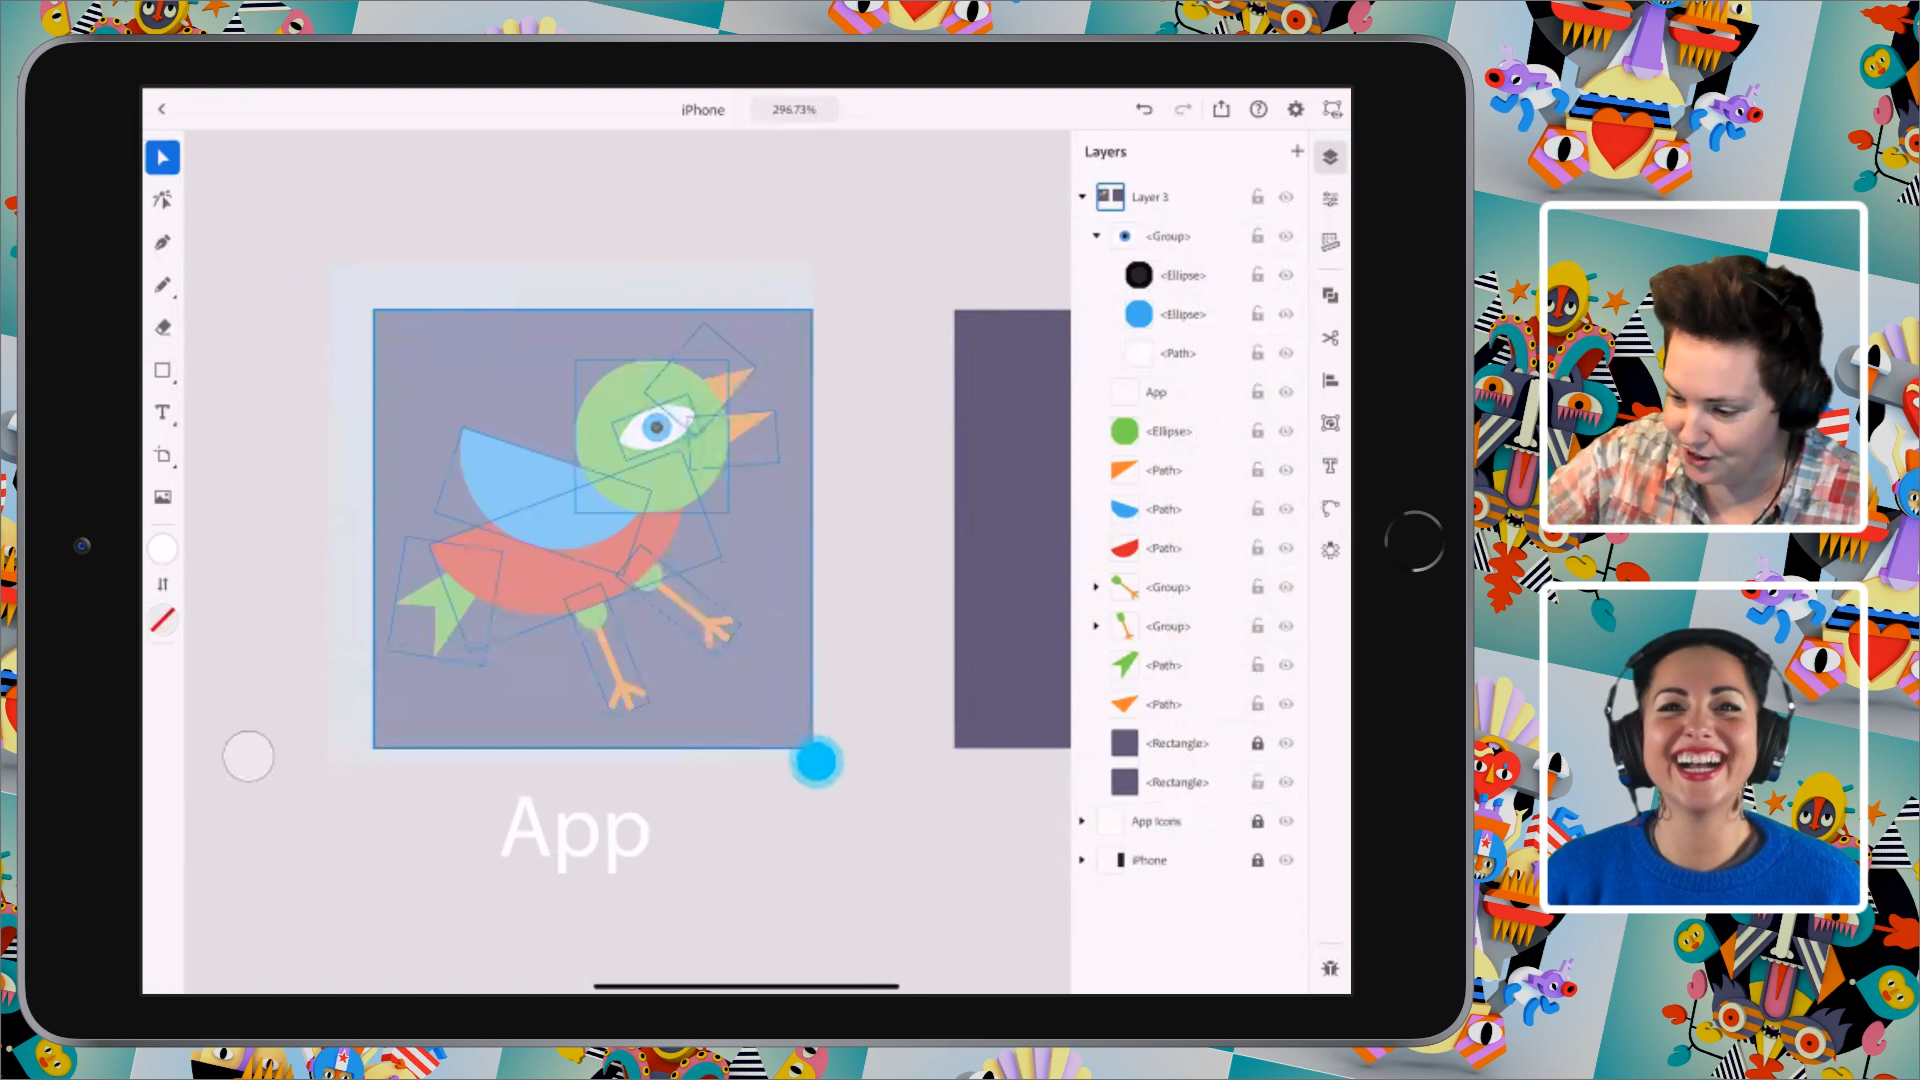 iPhone
296.73%
Layers
Layer 3
<Group>
<Ellipse>
<Ellipse>
<Path>
App
<Ellipse>
<Path>
<Path>
<Path>
<Group>
<Group>
<Path>
<Path>
<Rectangle>
<Rectangle>
App Icons
iPhone
App